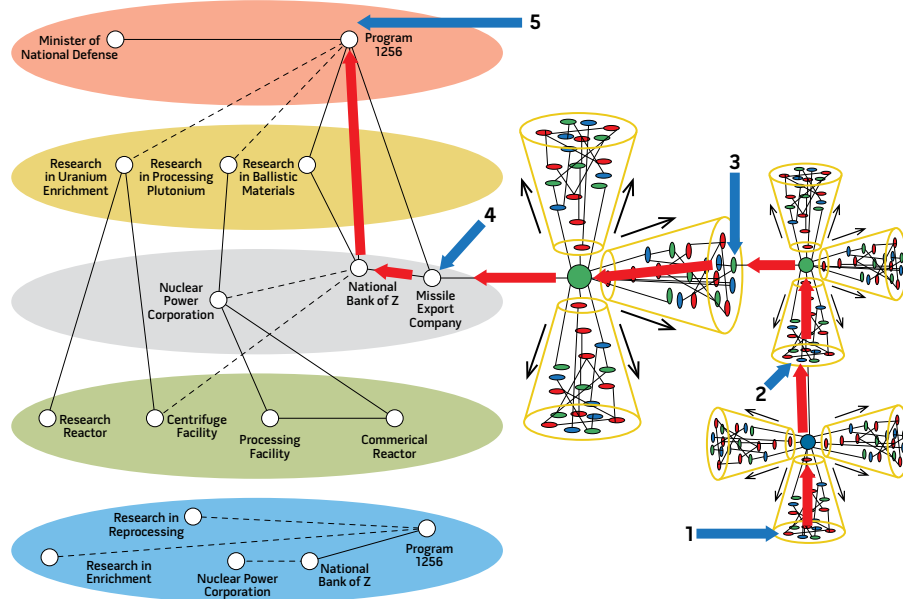 5
Minister of
National Defense
Program
1256
Research
in Uranium
Enrichment
Research
in Processing
Plutonium
Research
in Ballistic
Materials
3
4
Nuclear
Power
Corporation
National
Bank of Z
Missile
Export
Company
2
Research
Reactor
Centrifuge
Facility
Processing
Facility
Commerical
Reactor
1
Research in
Reprocessing
Research in
Enrichment
Nuclear Power
Corporation
National
Bank of Z
Program
1256